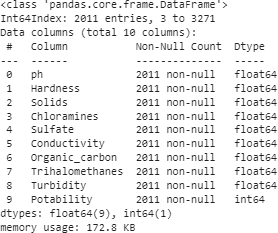 <class 'pandas.core.frame.DataFrame'>
Int64Index: 2011 entries, 3 to 3271
Data columns (total 10 columns):
 #   Column           Non-Null Count  Dtype
---  ------           --------------  -----
 0   ph               2011 non-null   float64
 1   Hardness         2011 non-null   float64
 2   Solids           2011 non-null   float64
 3   Chloramines      2011 non-null   float64
 4   Sulfate          2011 non-null   float64
 5   Conductivity     2011 non-null   float64
 6   Organic_carbon   2011 non-null   float64
 7   Trihalomethanes  2011 non-null   float64
 8   Turbidity        2011 non-null   float64
 9   Potability       2011 non-null   int64
dtypes: float64(9), int64(1)
memory usage: 172.8 KB